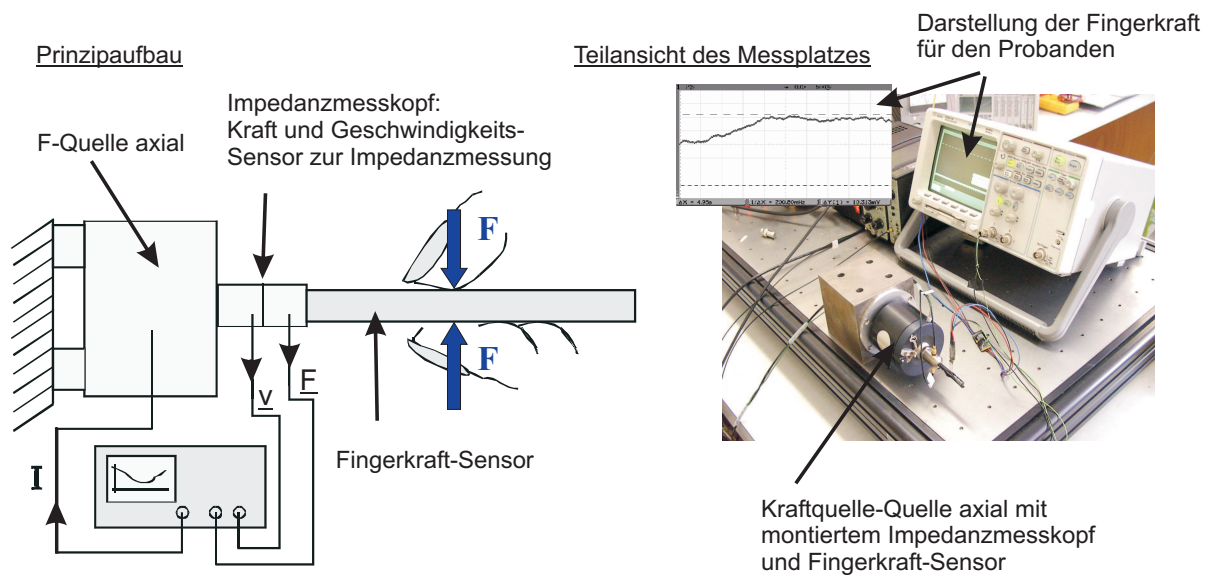 Prinzipaufbau
Teilansicht des Messplatzes
Darstellung der Fingerkraft
für den Probanden
Impedanzmesskopf:
Kraft und Geschwindigkeits-
Sensor zur Impedanzmessung
F-Quelle axial
F
F
v
F
I
Fingerkraft-Sensor
Kraftquelle-Quelle axial mit
montiertem Impedanzmesskopf
und Fingerkraft-Sensor